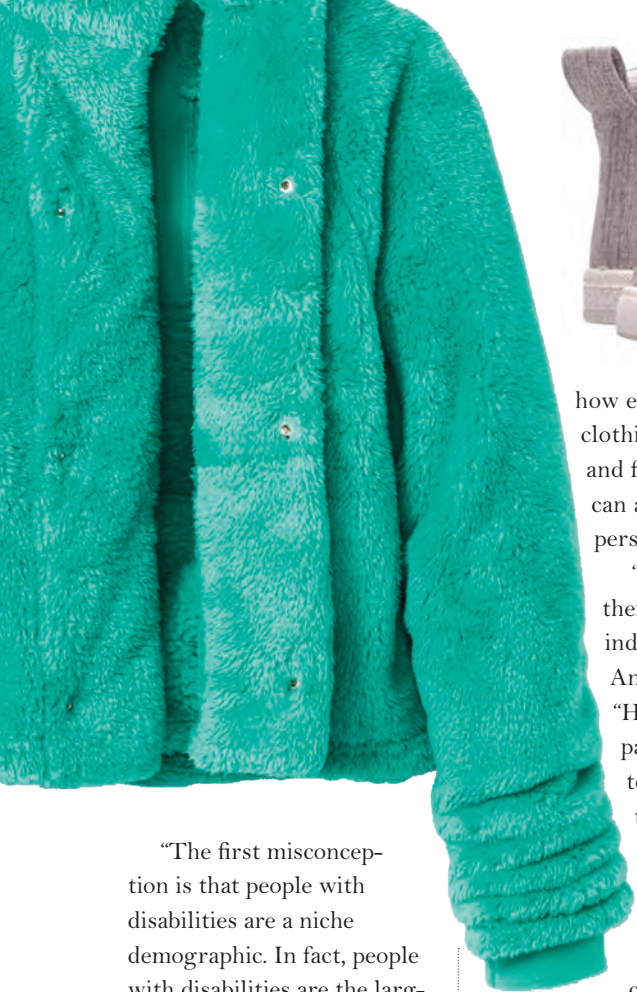 “The first misconcep-
tion is that people with
disabilities are a niche
demographic. In fact, people
with disabilities are the larg-
how e
clothi
and f
can a
pers
“
the
ind
An
“H
pa
t